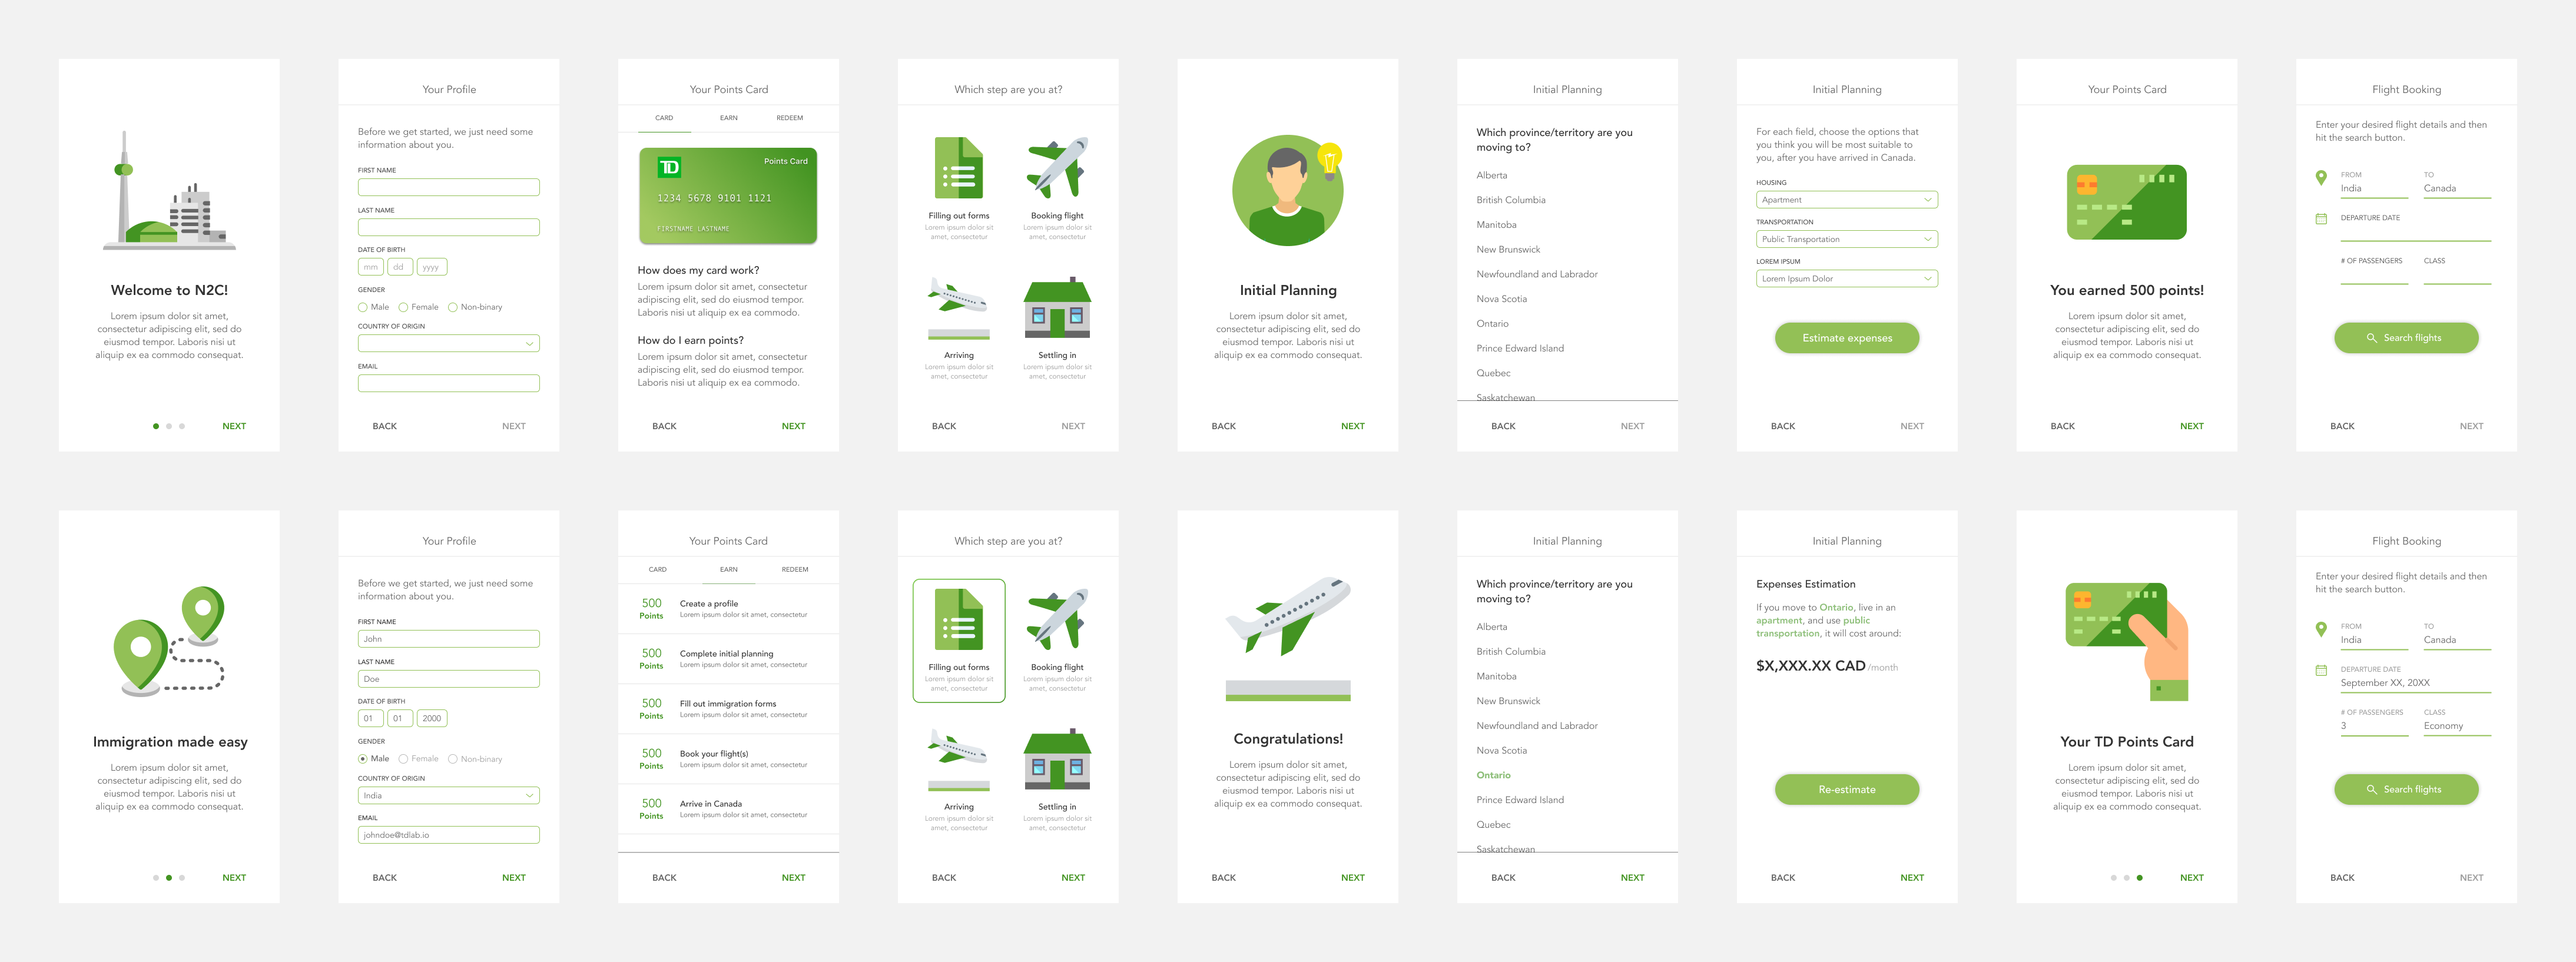 Welcome to N2C!
Lorem ipsum dolor sit amet,
consectetur adipiscing elit, sed do
eiusmod tempor. Laboris nisi ut
aliquip ex ea commodo consequat.
NEXT
Your Profile
Before we get started, we just need some
information about you.
FIRST NAME
LAST NAME
DATE OF BIRTH
mm dd yyyy
GENDER
Male Female Non-binary
COUNTRY OF ORIGIN
EMAIL
BACK NEXT
Your Points Card
CARD EARN REDEEM
TD Points Card
1234 5678 9101 1121
FIRSTNAME LASTNAME
How does my card work?
Lorem ipsum dolor sit amet, consectetur
adipiscing elit, sed do eiusmod tempor.
Laboris nisi ut aliquip ex ea commodo.
How do I earn points?
Lorem ipsum dolor sit amet, consectetur
adipiscing elit, sed do eiusmod tempor.
Laboris nisi ut aliquip ex ea commodo.
BACK NEXT
Which step are you at?
Filling out forms
Lorem ipsum dolor sit
amet, consectetur
Booking flight
Lorem ipsum dolor sit
amet, consectetur
Arriving
Lorem ipsum dolor sit
amet, consectetur
Settling in
Lorem ipsum dolor sit
amet, consectetur
BACK NEXT
Initial Planning
Lorem ipsum dolor sit amet,
consectetur adipiscing elit, sed do
eiusmod tempor. Laboris nisi ut
aliquip ex ea commodo consequat.
BACK NEXT
Initial Planning
Which province/territory are you
moving to?
Alberta
British Columbia
Manitoba
New Brunswick
Newfoundland and Labrador
Nova Scotia
Ontario
Prince Edward Island
Quebec
Saskatchewan
BACK NEXT
Initial Planning
For each field, choose the options that
you think you will be most suitable to
you, after you have arrived in Canada.
HOUSING
Apartment
TRANSPORTATION
Public Transportation
LOREM IPSUM
Lorem Ipsum Dolor
Estimate expenses
BACK NEXT
Your Points Card
You earned 500 points!
Lorem ipsum dolor sit amet,
consectetur adipiscing elit, sed do
eiusmod tempor. Laboris nisi ut
aliquip ex ea commodo consequat.
BACK NEXT
Flight Booking
Enter your desired flight details and then
hit the search button.
FROM TO
India Canada
DEPARTURE DATE
# OF PASSENGERS CLASS
Search flights
BACK NEXT
Immigration made easy
Lorem ipsum dolor sit amet,
consectetur adipiscing elit, sed do
eiusmod tempor. Laboris nisi ut
aliquip ex ea commodo consequat.
NEXT
Your Profile
Before we get started, we just need some
information about you.
FIRST NAME
John
LAST NAME
Doe
DATE OF BIRTH
01 01 2000
GENDER
Male Female Non-binary
COUNTRY OF ORIGIN
India
EMAIL
johndoe@tdlab.io
BACK NEXT
Your Points Card
CARD EARN REDEEM
500 Points
Create a profile
Lorem ipsum dolor sit amet, consectetur
500 Points
Complete initial planning
Lorem ipsum dolor sit amet, consectetur
500 Points
Fill out immigration forms
Lorem ipsum dolor sit amet, consectetur
500 Points
Book your flight(s)
Lorem ipsum dolor sit amet, consectetur
500 Points
Arrive in Canada
Lorem ipsum dolor sit amet, consectetur
BACK NEXT
Which step are you at?
Filling out forms
Lorem ipsum dolor sit
amet, consectetur
Booking flight
Lorem ipsum dolor sit
amet, consectetur
Arriving
Lorem ipsum dolor sit
amet, consectetur
Settling in
Lorem ipsum dolor sit
amet, consectetur
BACK NEXT
Congratulations!
Lorem ipsum dolor sit amet,
consectetur adipiscing elit, sed do
eiusmod tempor. Laboris nisi ut
aliquip ex ea commodo consequat.
BACK NEXT
Initial Planning
Which province/territory are you
moving to?
Alberta
British Columbia
Manitoba
New Brunswick
Newfoundland and Labrador
Nova Scotia
Ontario
Prince Edward Island
Quebec
Saskatchewan
BACK NEXT
Initial Planning
Expenses Estimation
If you move to Ontario, live in an
apartment, and use public
transportation, it will cost around:
$X,XXX.XX CAD /month
Re-estimate
BACK NEXT
Your TD Points Card
Lorem ipsum dolor sit amet,
consectetur adipiscing elit, sed do
eiusmod tempor. Laboris nisi ut
aliquip ex ea commodo consequat.
NEXT
Flight Booking
Enter your desired flight details and then
hit the search button.
FROM TO
India Canada
DEPARTURE DATE
September XX, 20XX
# OF PASSENGERS CLASS
3 Economy
Search flights
BACK NEXT